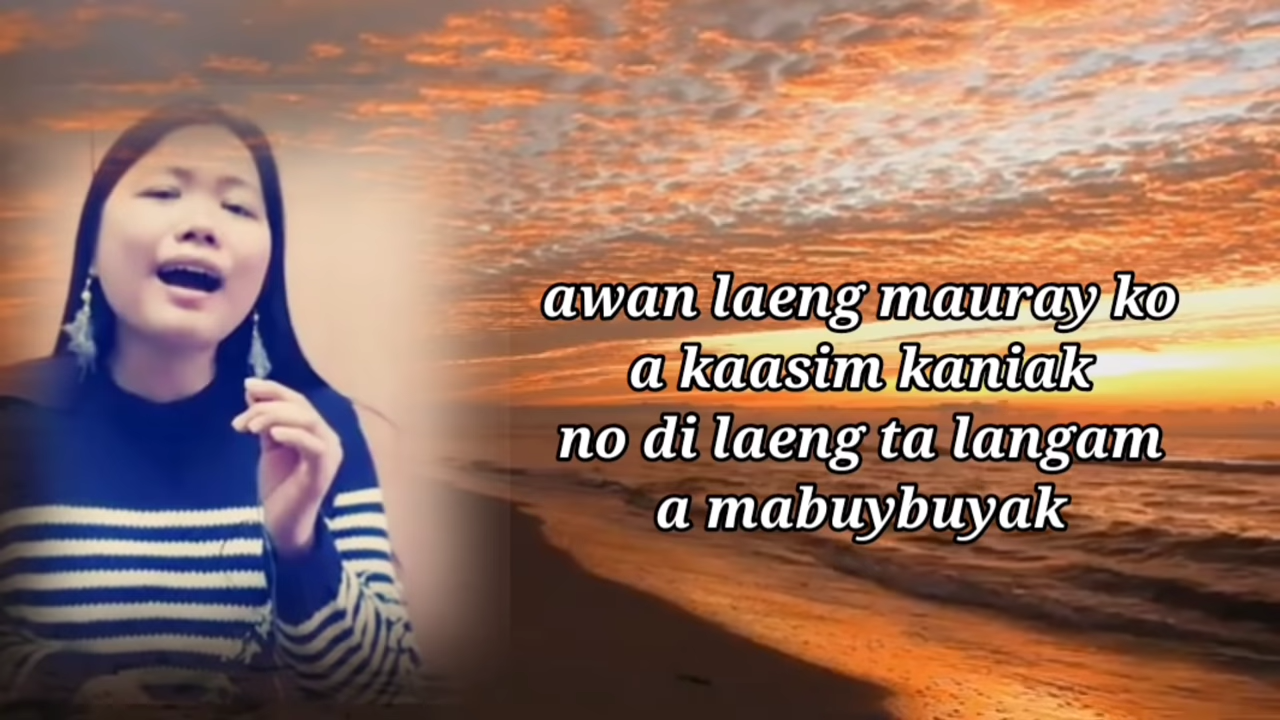 awan laeng mauray ko
a kaasim kaniak
no di laeng ta langam
a mabuybuyak